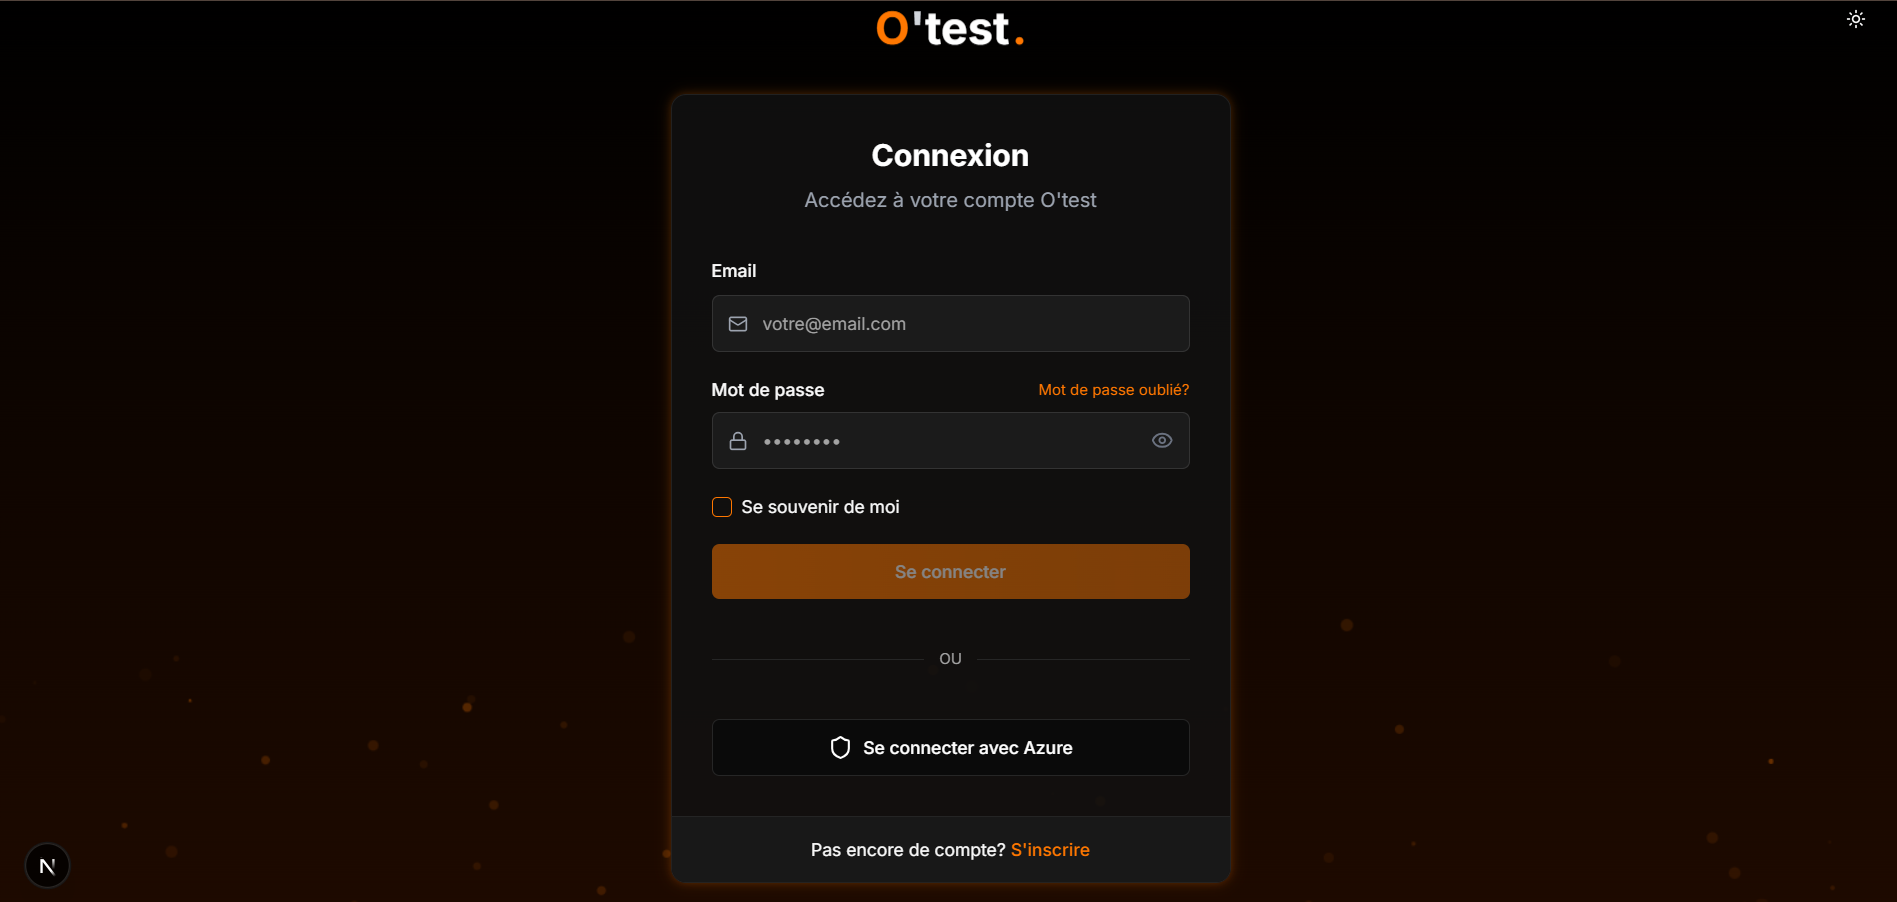 O'test.
Connexion
Accédez à votre compte O'test
Email
votre@email.com
Mot de passe
Mot de passe oublié?
••••••••
Se souvenir de moi
Se connecter
OU
Se connecter avec Azure
Pas encore de compte? S'inscrire
N